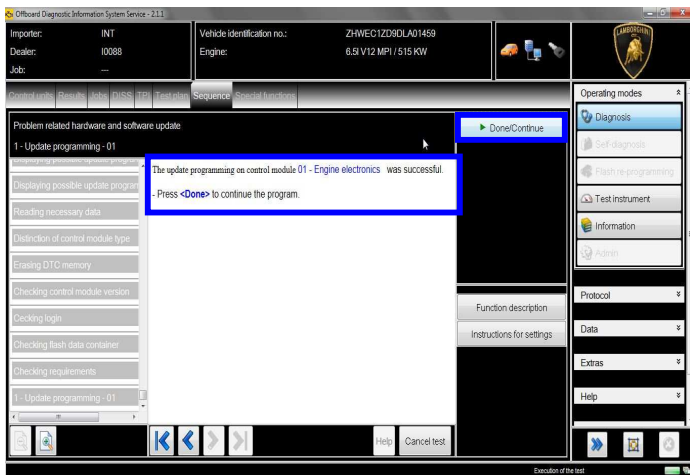 Offboard Diagnostic Information System Service - 2.1.1
Importer: INT
Dealer: I0088
Job: ---
Vehicle identification no.: ZHWEC1ZD9DLA01459
Engine: 6.5l V12 MPI / 515 KW
LAMBORGHINI
Control units Results Jobs DISS TPI Test plan Sequence Special functions
Problem related hardware and software update
1 - Update programming - 01
Displaying possible update program
Displaying possible update program
Reading necessary data
Distinction of control module type
Erasing DTC memory
Checking control module version
Cecking login
Checking flash data container
Checking requirements
1 - Update programming - 01
The update programming on control module 01 - Engine electronics was successful.
- Press <Done> to continue the program.
Done/Continue
Function description
Instructions for settings
Help
Cancel test
Operating modes
Diagnosis
Self-diagnosis
Flash re-programming
Test instrument
Information
Admin
Protocol
Data
Extras
Help
Execution of the test